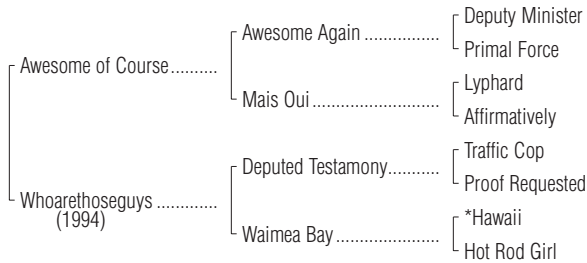 Deputy Minister
Awesome Again ................
Primal Force
Awesome of Course..........
Lyphard
Mais Oui ...........................
Affirmatively
Traffic Cop
Deputed Testamony...........
Proof Requested
Whoarethoseguys .............
(1994)
*Hawaii
Waimea Bay ......................
Hot Rod Girl